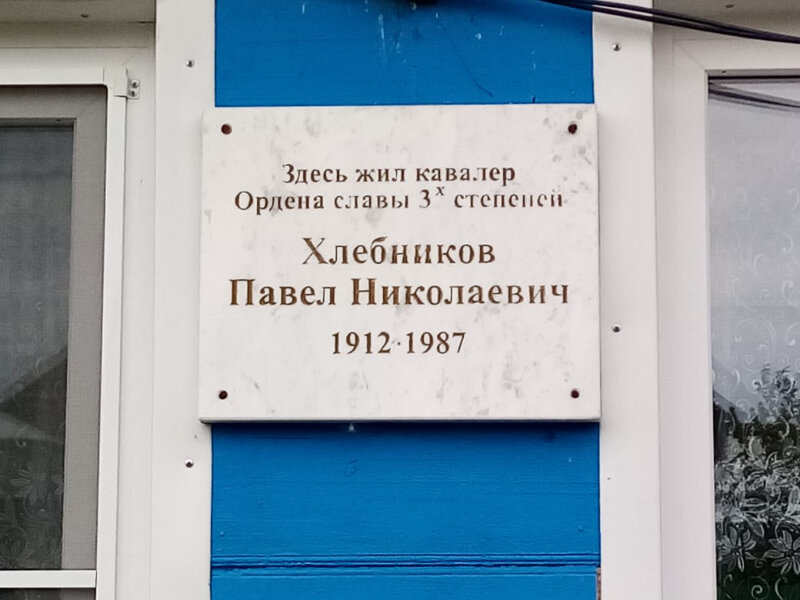 Здесь жил кавалер
Ордена славы 3х степеней
Хлебников
Павел Николаевич
1912·1987